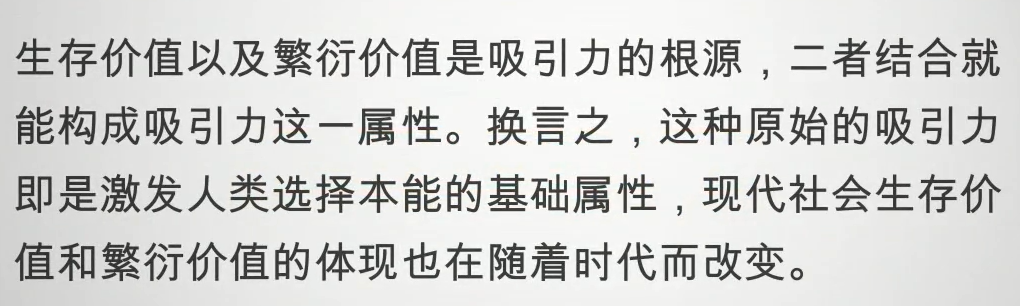 生存价值以及繁衍价值是吸引力的根源，二者结合就
能构成吸引力这一属性。换言之，这种原始的吸引力
即是激发人类选择本能的基础属性，现代社会生存价
值和繁衍价值的体现也在随着时代而改变。